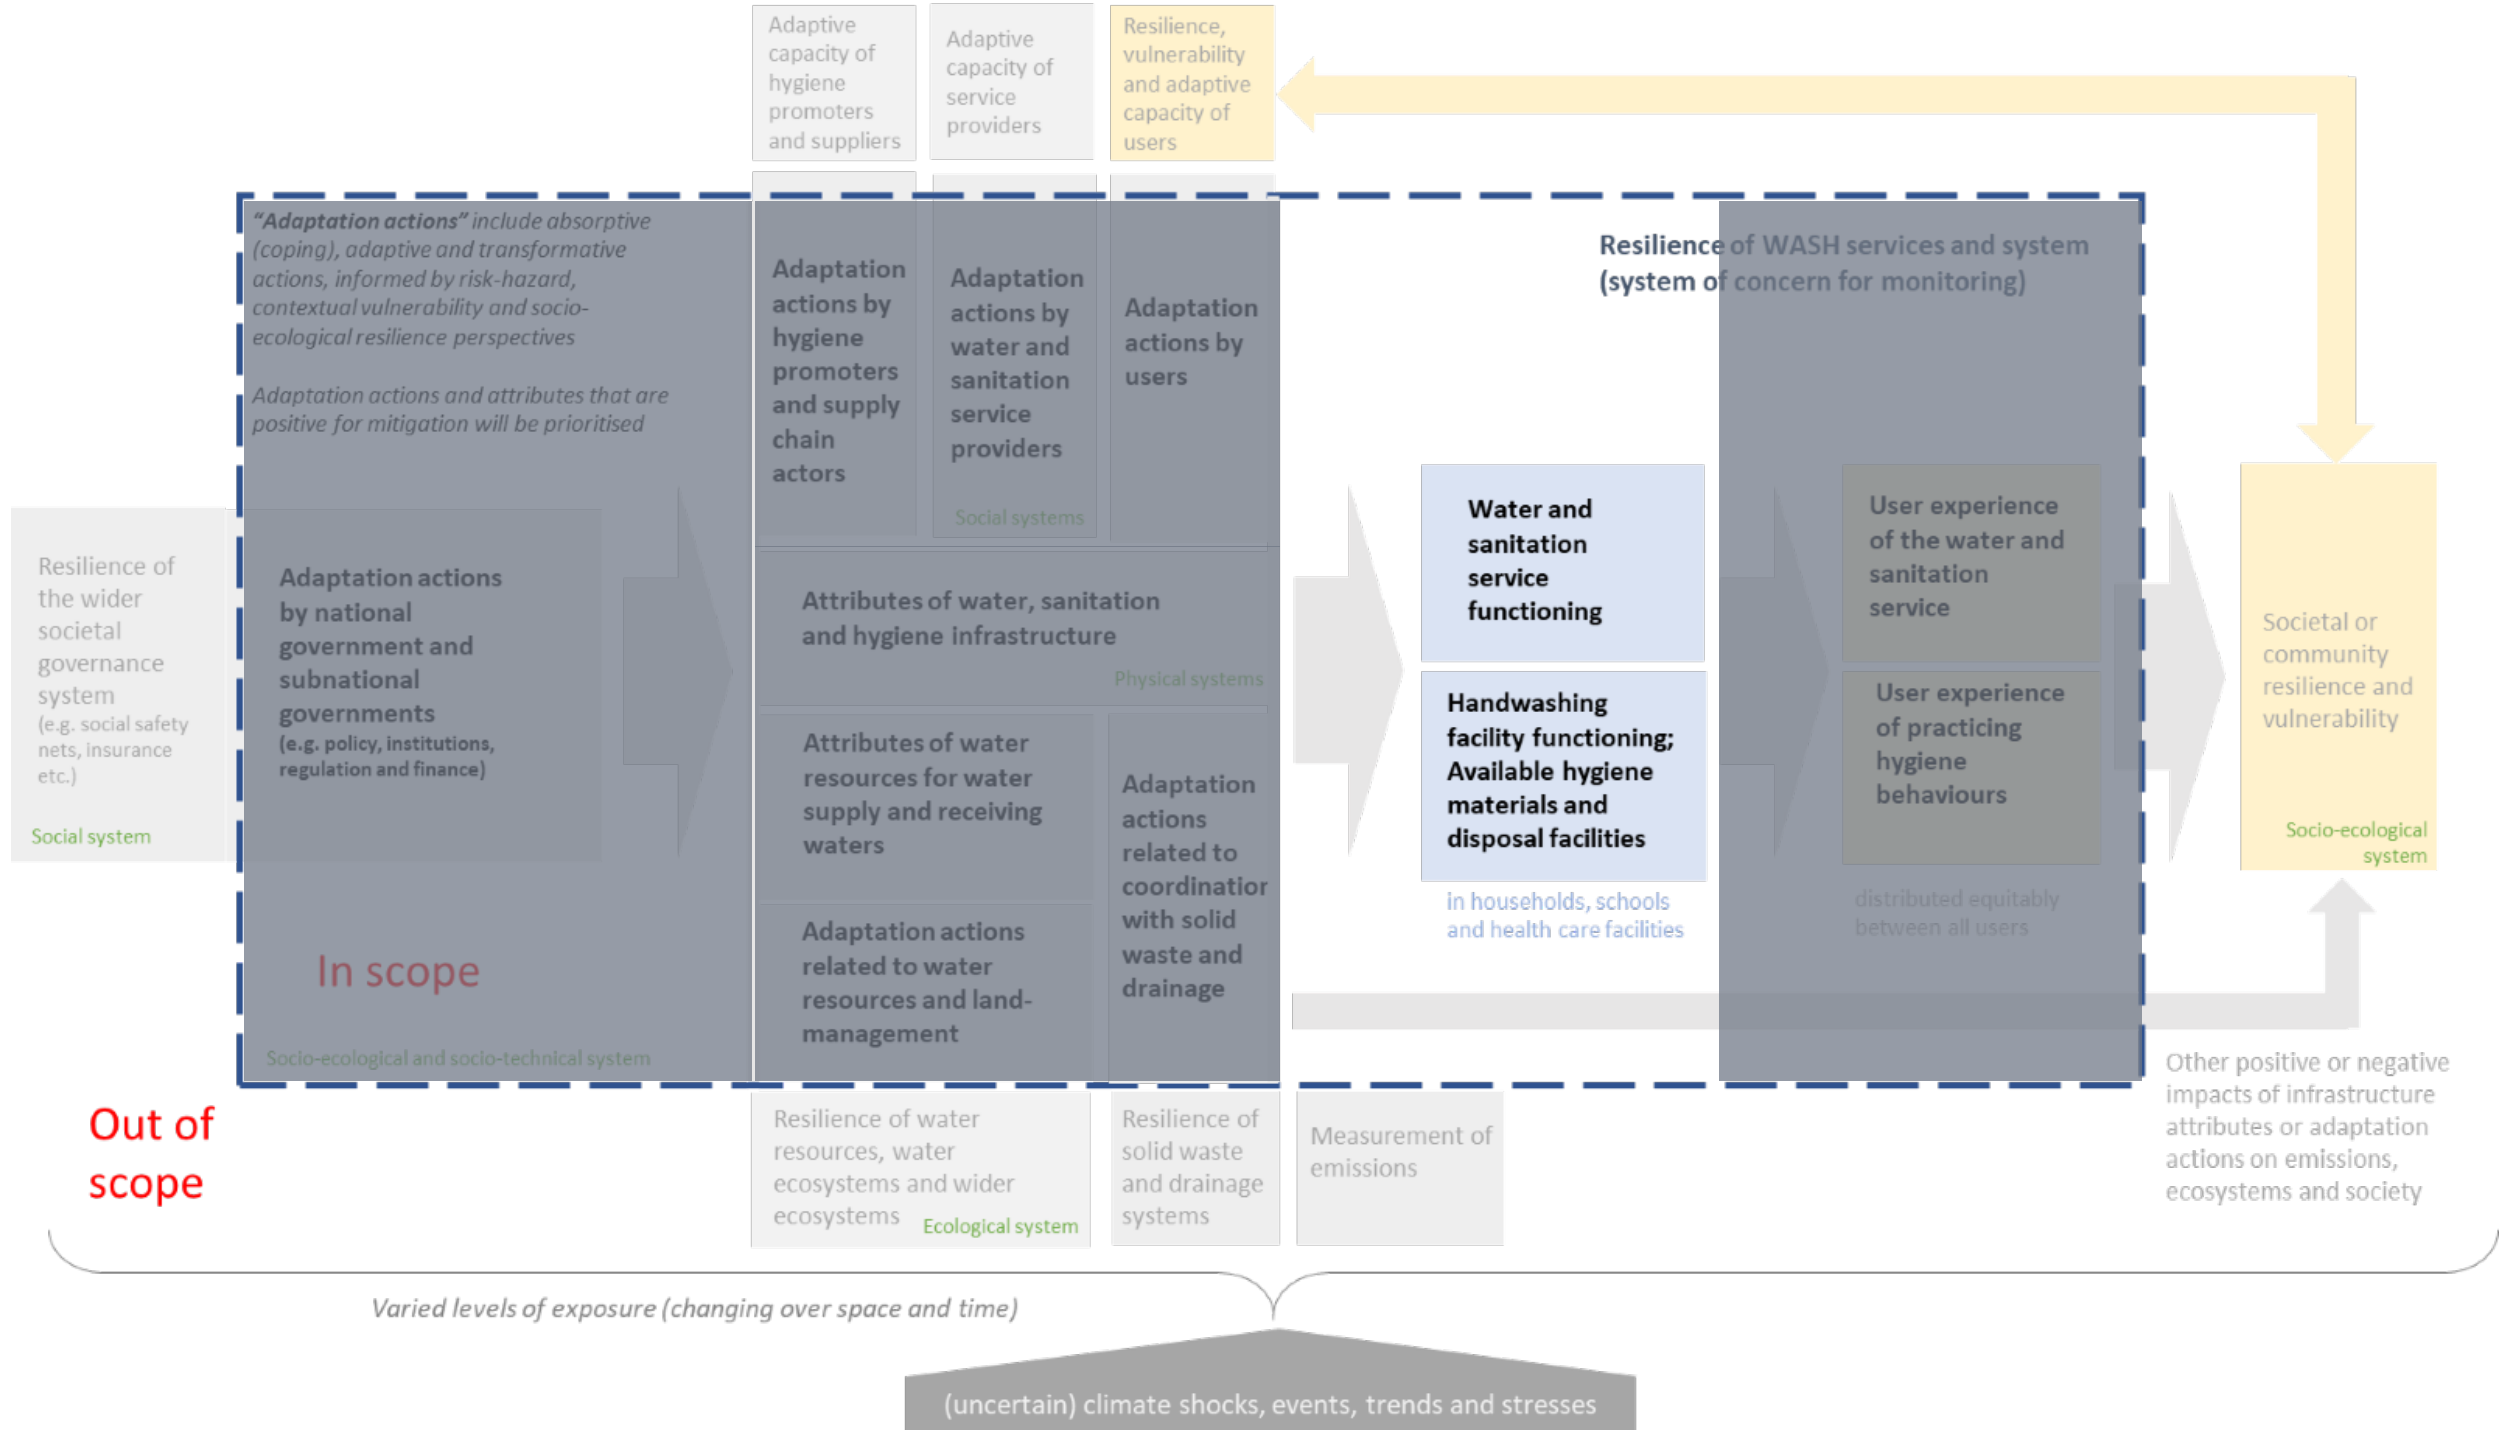 Adaptive
capacity of
hygiene
promoters
and suppliers
Adaptive
capacity of
service
providers
Resilience,
vulnerability
and adaptive
capacity of
users
“Adaptation actions” include absorptive
(coping), adaptive and transformative
actions, informed by risk-hazard,
contextual vulnerability and socio-
ecological resilience perspectives
Adaptation actions and attributes that are
positive for mitigation will be prioritised
Adaptation
actions by
hygiene
promoters
and supply
chain
actors
Adaptation
actions by
water and
sanitation
service
providers
Social systems
Adaptation
actions by
users
Resilience of WASH services and system
(system of concern for monitoring)
Resilience of
the wider
societal
governance
system
(e.g. social safety
nets, insurance
etc.)
Social system
Adaptation actions
by national
government and
subnational
governments
(e.g. policy, institutions,
regulation and finance)
In scope
Socio-ecological and socio-technical system
Attributes of water, sanitation
and hygiene infrastructure
Physical systems
Attributes of water
resources for water
supply and receiving
waters
Adaptation actions
related to water
resources and land-
management
Adaptation
actions
related to
coordination
with solid
waste and
drainage
Water and
sanitation
service
functioning
Handwashing
facility functioning;
Available hygiene
materials and
disposal facilities
in households, schools
and health care facilities
User experience
of the water and
sanitation
service
User experience
of practicing
hygiene
behaviours
distributed equitably
between all users
Societal or
community
resilience and
vulnerability
Socio-ecological
system
Out of
scope
Resilience of water
resources, water
ecosystems and wider
ecosystems
Ecological system
Resilience of
solid waste
and drainage
systems
Measurement of
emissions
Other positive or negative
impacts of infrastructure
attributes or adaptation
actions on emissions,
ecosystems and society
Varied levels of exposure (changing over space and time)
(uncertain) climate shocks, events, trends and stresses